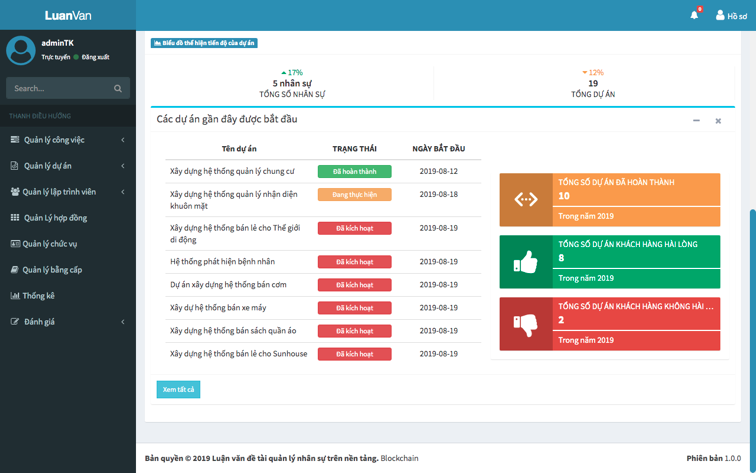 LuanVan
9
Hồ sơ
adminTK
Trực tuyến Đăng xuất
Search...
THANH ĐIỀU HƯỚNG
Quản lý công việc
Quản lý dự án
Quản lý lập trình viên
Quản Lý hợp đồng
Quản lý chức vụ
Quản lý bằng cấp
Thống kê
Đánh giá
Biểu đồ thể hiện tiến độ của dự án
17%
5 nhân sự
TỔNG SỐ NHÂN SỰ
12%
19
TỔNG DỰ ÁN
Các dự án gần đây được bắt đầu
Tên dự án TRẠNG THÁI NGÀY BẮT ĐẦU
Xây dựng hệ thống quản lý chung cư Đã hoàn thành 2019-08-12
Xây dựng hệ thống quản lý nhận diện Đang thực hiện 2019-08-18
khuôn mặt
Xây dựng hệ thống bán lẻ cho Thế giới Đã kích hoạt 2019-08-19
di động
Hệ thống phát hiện bệnh nhân Đã kích hoạt 2019-08-19
Dự án xây dựng hệ thống bán cơm Đã kích hoạt 2019-08-19
Xây dự hệ thống bán xe máy Đã kích hoạt 2019-08-19
Xây dựng hệ thống bán sách quần áo Đã kích hoạt 2019-08-19
Xây dựng hệ thống bán lẻ cho Sunhouse Đã kích hoạt 2019-08-19
TỔNG SỐ DỰ ÁN ĐÃ HOÀN THÀNH
10
Trong năm 2019
TỔNG SỐ DỰ ÁN KHÁCH HÀNG HÀI LÒNG
8
Trong năm 2019
TỔNG SỐ DỰ ÁN KHÁCH HÀNG KHÔNG HÀI ...
2
Trong năm 2019
Xem tất cả
Bản quyền © 2019 Luận văn đề tài quản lý nhân sự trên nền tảng. Blockchain
Phiên bản 1.0.0